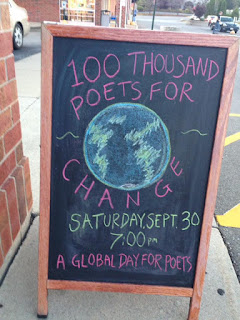 100 THOUSAND
POETS FOR
CHANGE
SATURDAY, SEPT. 30
7:00 PM
A GLOBAL DAY FOR POETS